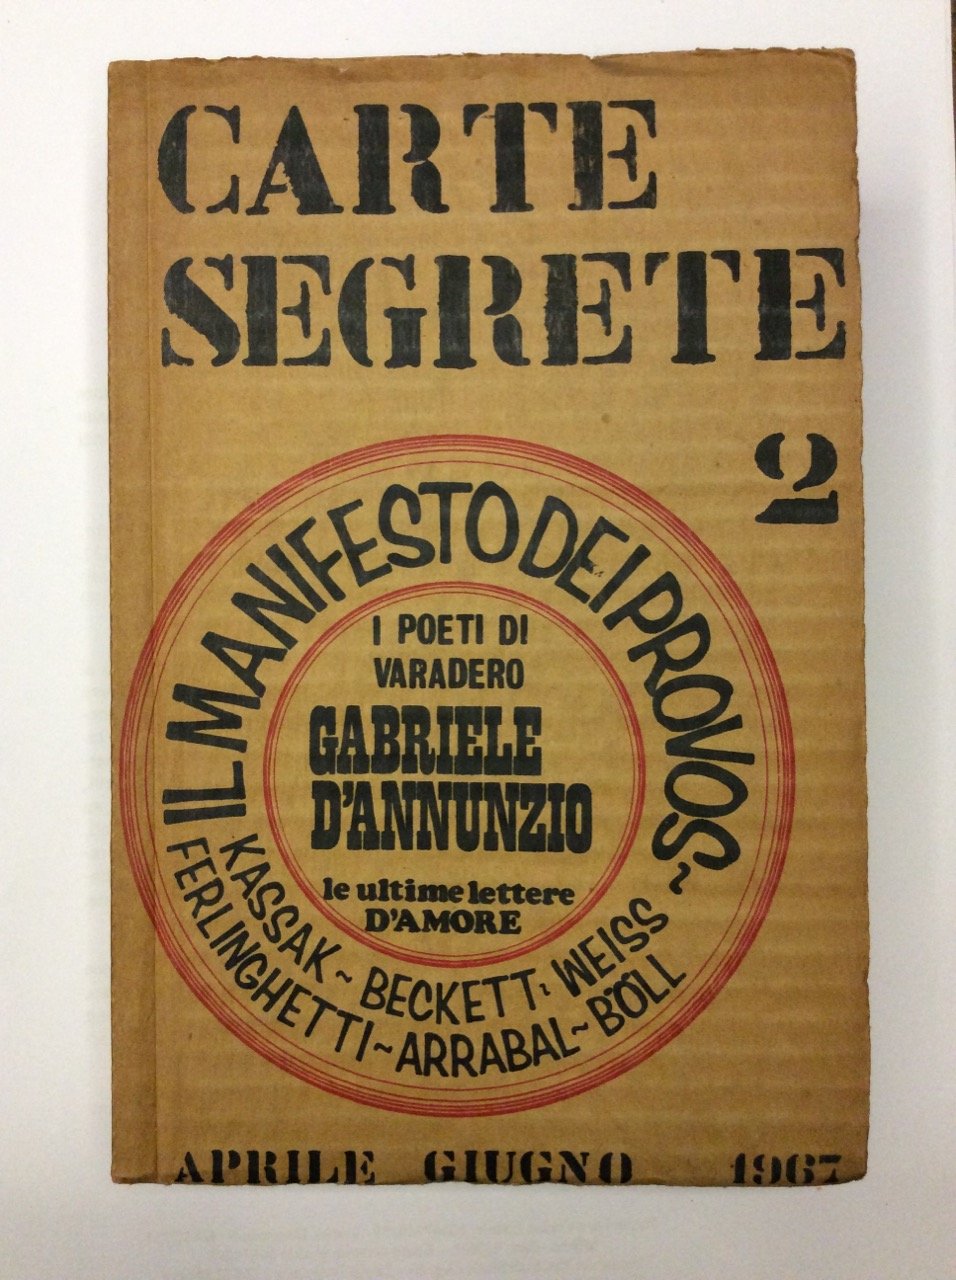 CARTE
SEGRETE
2
IL MANIFESTO DEI PROVOS~
I POETI DI
VARADERO
GABRIELE
D'ANNUNZIO
le ultime lettere
D'AMORE
KASSAK~BECKETT~WEISS~
FERLINGHETTI~ARRABAL~BÖLL
APRILE GIUGNO 1967